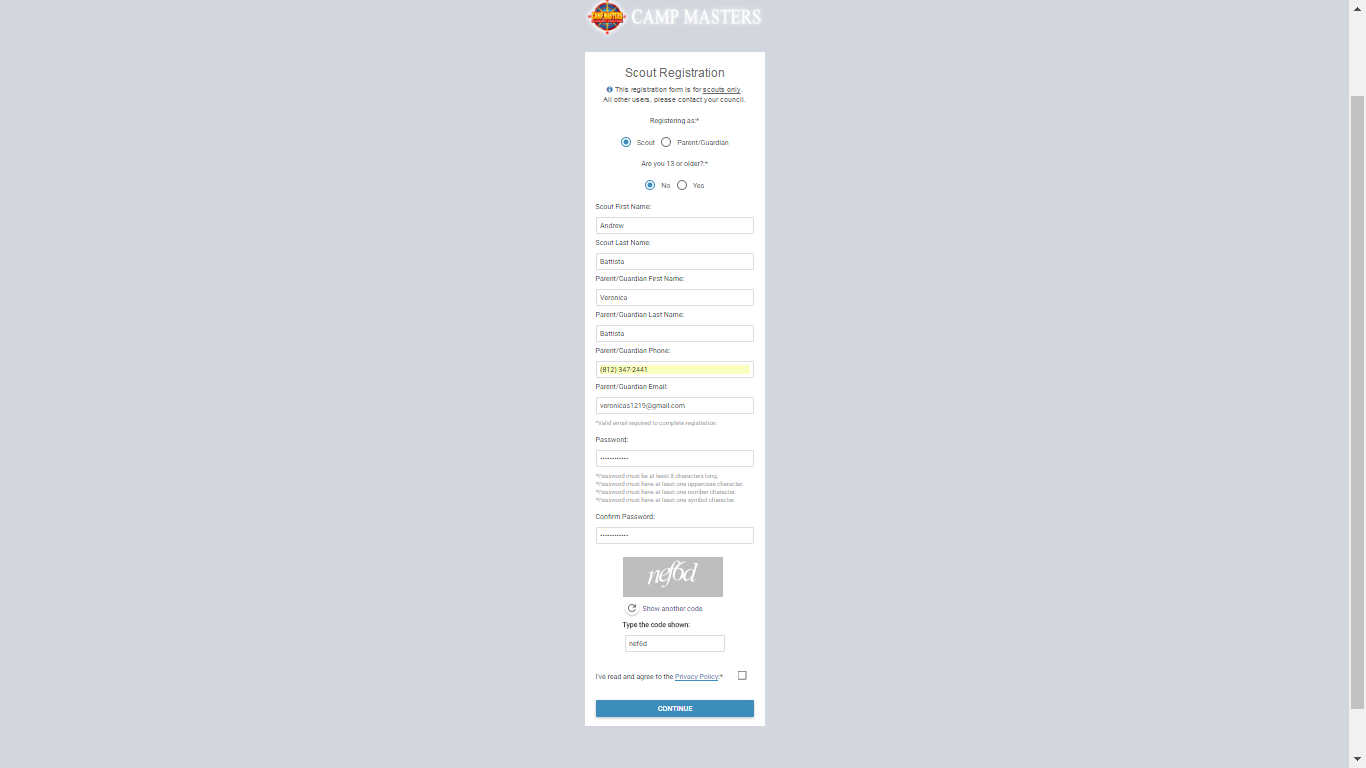 CAMP MASTERS
CAMP MASTERS
Scout Registration
This registration form is for scouts only.
All other users, please contact your council.
Registering as:*
Scout Parent/Guardian
Are you 13 or older?:*
No Yes
Scout First Name:
Andrew
Scout Last Name:
Battista
Parent/Guardian First Name:
Veronica
Parent/Guardian Last Name:
Battista
Parent/Guardian Phone:
(812) 347-2441
Parent/Guardian Email:
veronicas1219@gmail.com
*Valid email required to complete registration.
Password:
••••••••••••
*Password must be at least 8 characters long.
*Password must have at least one uppercase character.
*Password must have at least one number character.
*Password must have at least one symbol character.
Confirm Password:
••••••••••••
nef6d
Show another code
Type the code shown:
nef6d
I've read and agree to the Privacy Policy:*
CONTINUE